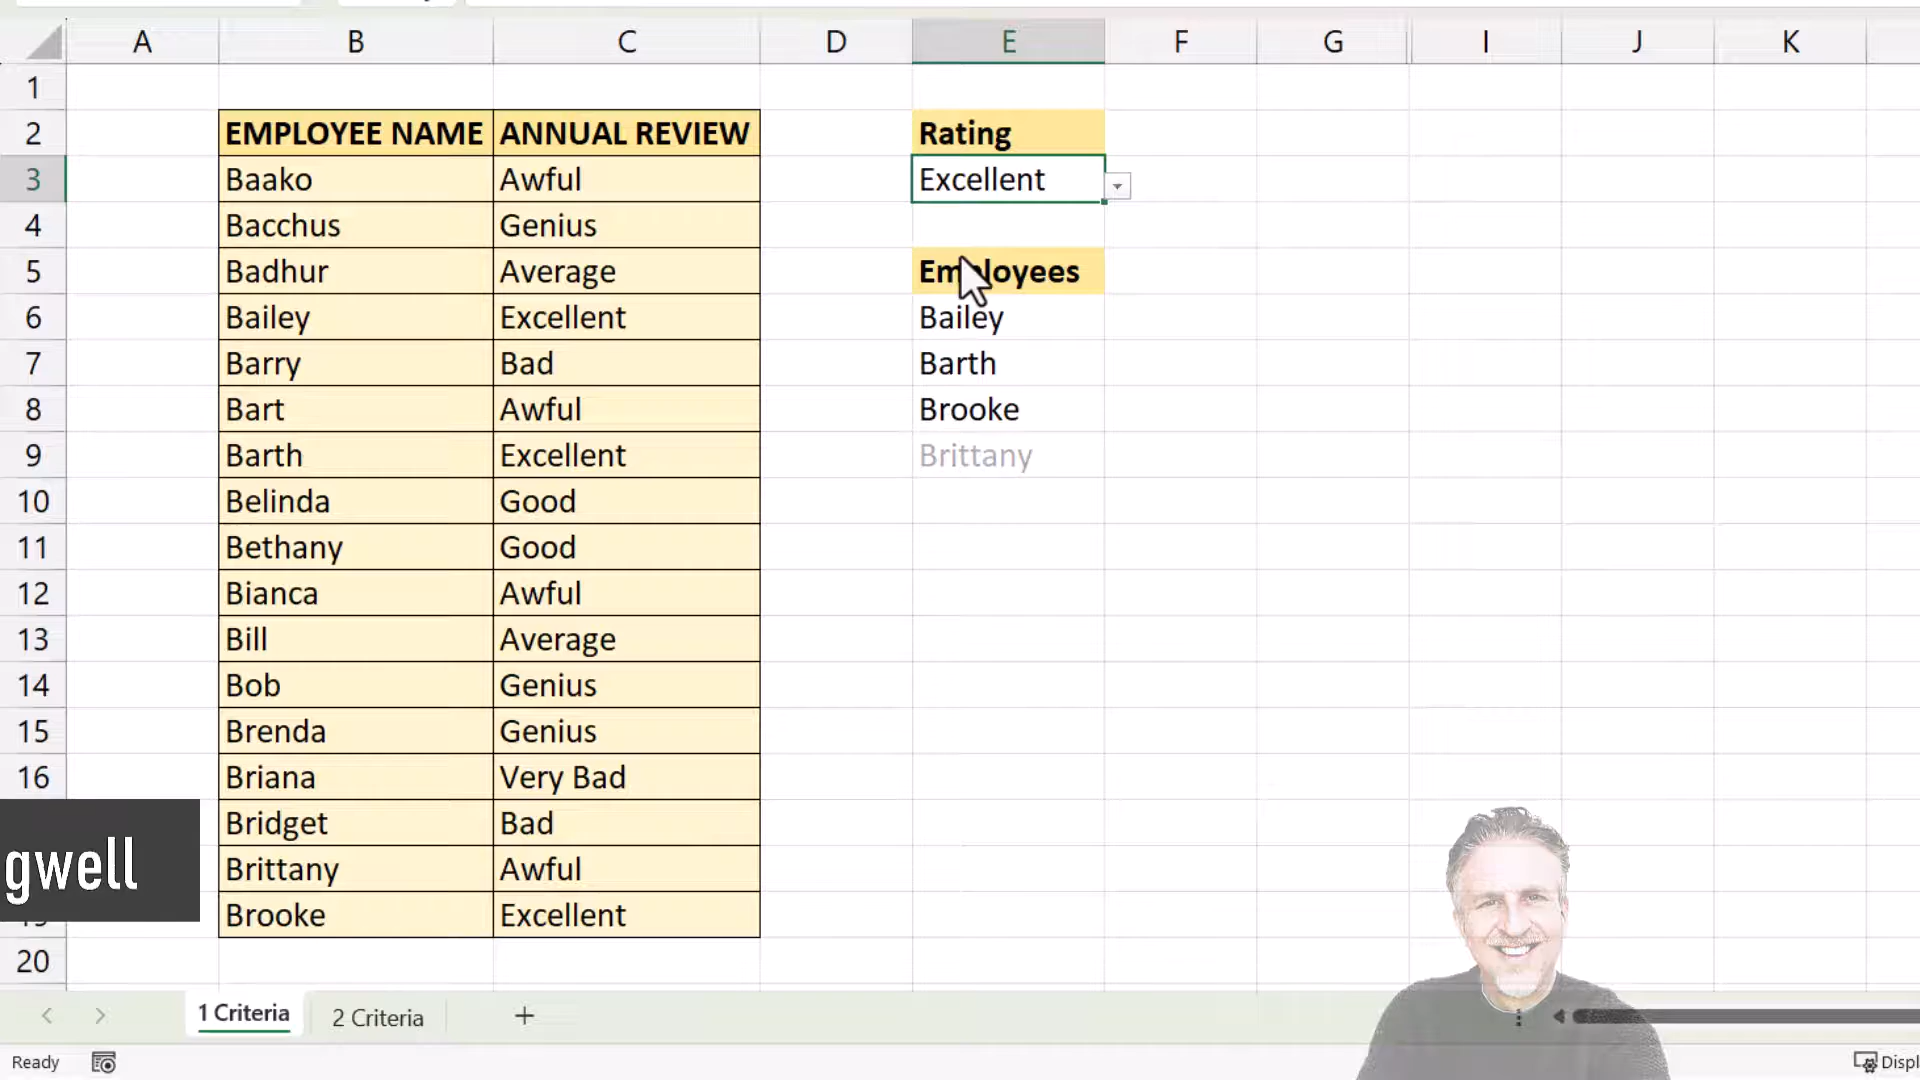 A B C D E F G I J K
1
2 EMPLOYEE NAME ANNUAL REVIEW Rating
3 Baako Awful Excellent
4 Bacchus Genius
5 Badhur Average Employees
6 Bailey Excellent Bailey
7 Barry Bad Barth
8 Bart Awful Brooke
9 Barth Excellent Brittany
10 Belinda Good
11 Bethany Good
12 Bianca Awful
13 Bill Average
14 Bob Genius
15 Brenda Genius
16 Briana Very Bad
Bridget Bad
gwell
Brittany Awful
Brooke Excellent
20
1 Criteria 2 Criteria
Ready Displ